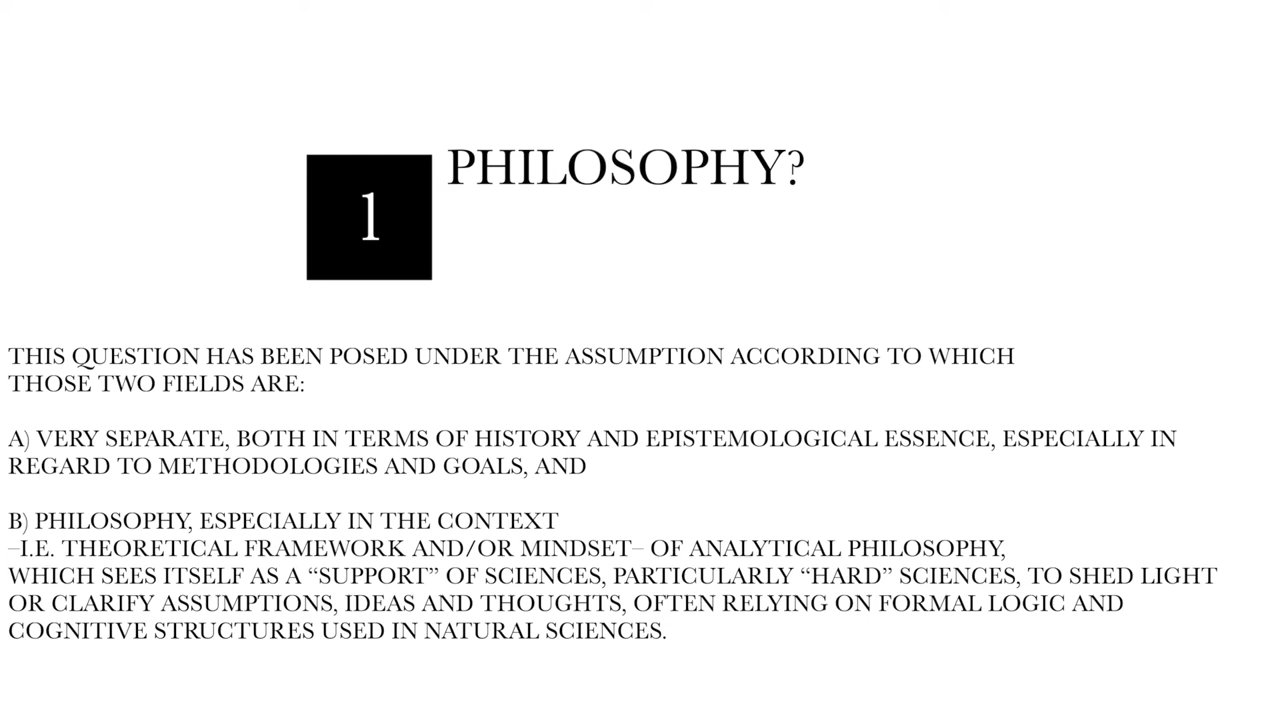 PHILOSOPHY?
1
THIS QUESTION HAS BEEN POSED UNDER THE ASSUMPTION ACCORDING TO WHICH
THOSE TWO FIELDS ARE:
A) VERY SEPARATE, BOTH IN TERMS OF HISTORY AND EPISTEMOLOGICAL ESSENCE, ESPECIALLY IN
REGARD TO METHODOLOGIES AND GOALS, AND
B) PHILOSOPHY, ESPECIALLY IN THE CONTEXT
–I.E. THEORETICAL FRAMEWORK AND/OR MINDSET– OF ANALYTICAL PHILOSOPHY,
WHICH SEES ITSELF AS A “SUPPORT” OF SCIENCES, PARTICULARLY “HARD” SCIENCES, TO SHED LIGHT
OR CLARIFY ASSUMPTIONS, IDEAS AND THOUGHTS, OFTEN RELYING ON FORMAL LOGIC AND
COGNITIVE STRUCTURES USED IN NATURAL SCIENCES.